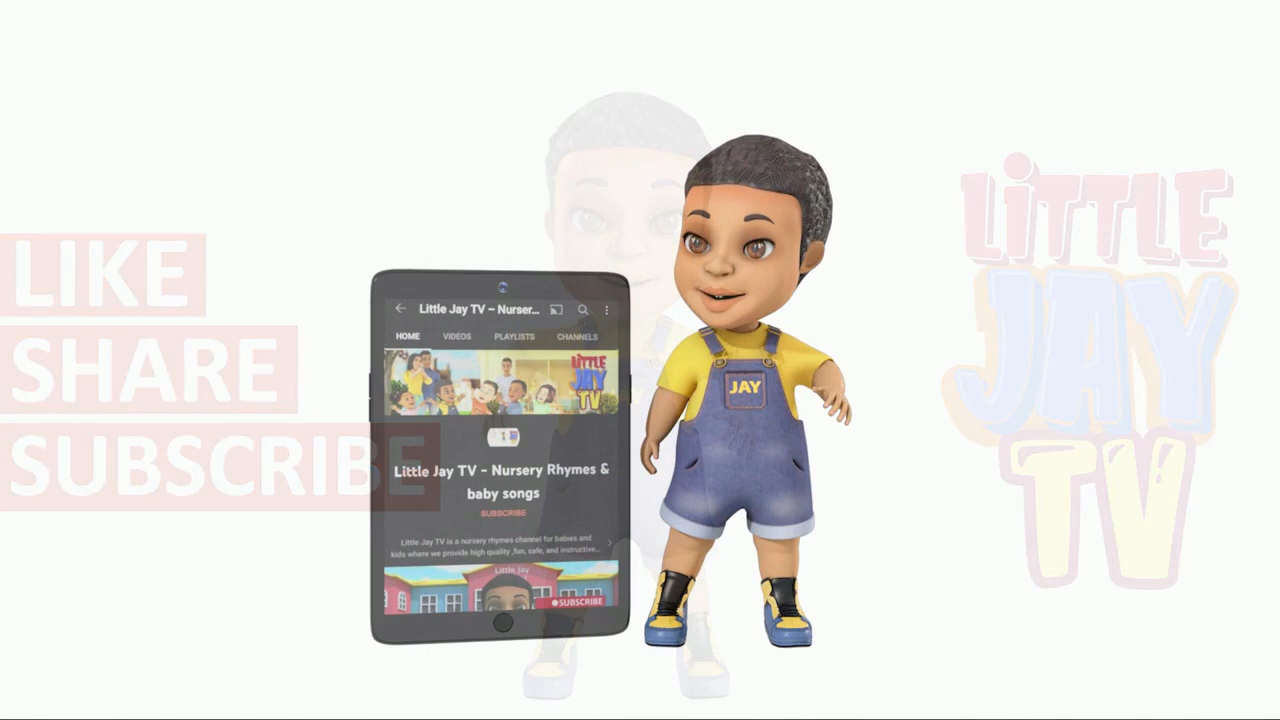 LIKE
SHARE
SUBSCRIBE
Little Jay TV – Nurser...
HOME VIDEOS PLAYLISTS CHANNELS
LiTTLE
JAY
TV
Little Jay TV - Nursery Rhymes &
baby songs
SUBSCRIBE
Little Jay TV is a nursery rhymes channel for babies and
kids where we provide high quality ,fun, safe, and instructive...
Little Jay
SUBSCRIBE
JAY
LiTTLE
JAY
TV